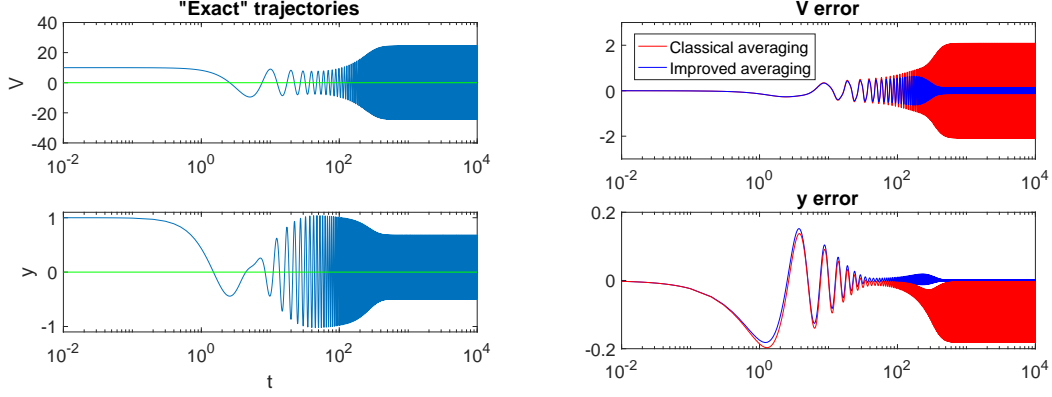 "Exact" trajectories
40
20
0
-20
-40
V
10^-2 10^0 10^2 10^4
1
0
-1
y
10^-2 10^0 10^2 10^4
t
V error
2
0
-2
Classical averaging
Improved averaging
10^-2 10^0 10^2 10^4
y error
0.2
0
-0.2
10^-2 10^0 10^2 10^4